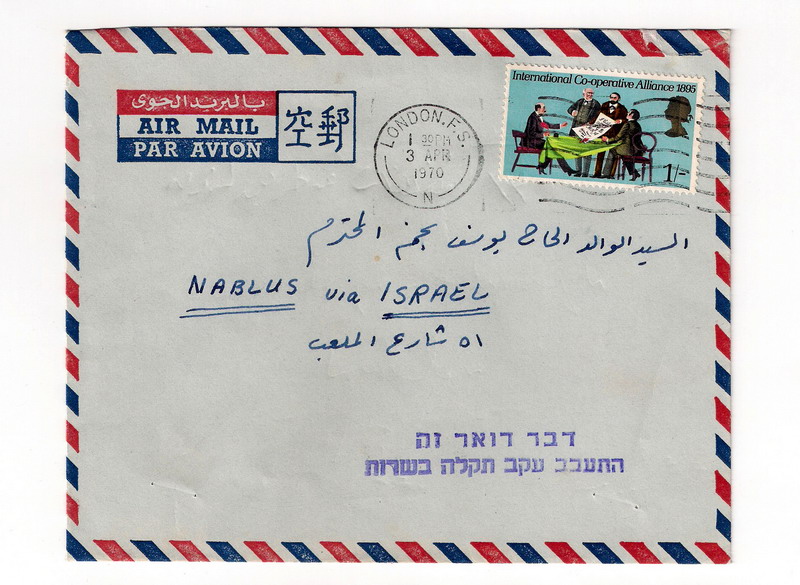 بالبريد الجوى
AIR MAIL
PAR AVION
空郵
LONDON.F.S.
1 30PM
3 APR
1970
N
International Co-operative Alliance 1895
1/-
السيد الوالد الحاج يوسف نجم المحترم
NABLUS via ISRAEL
٥١ شارع الملعب
דבר דואר זה
התעכב עקב תקלה בשרות